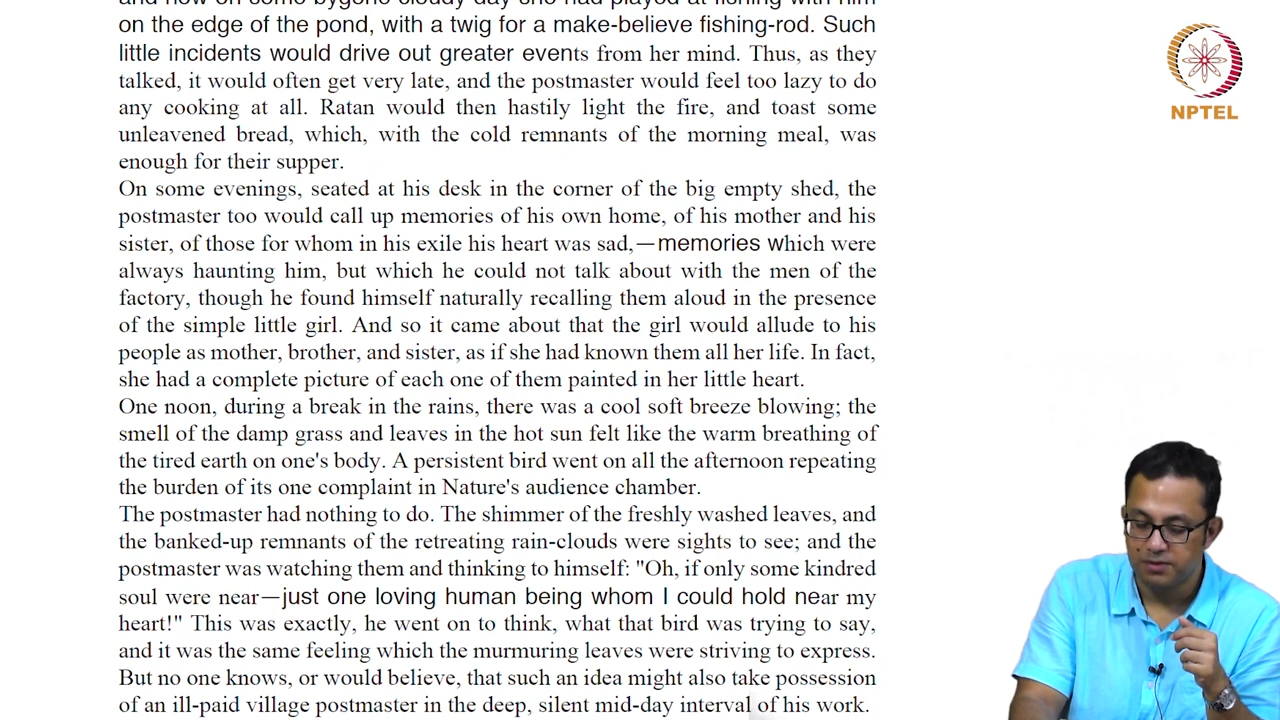 and how on some bygone cloudy day she had played at fishing with him
on the edge of the pond, with a twig for a make-believe fishing-rod. Such
little incidents would drive out greater events from her mind. Thus, as they
talked, it would often get very late, and the postmaster would feel too lazy to do
any cooking at all. Ratan would then hastily light the fire, and toast some
unleavened bread, which, with the cold remnants of the morning meal, was
enough for their supper.
On some evenings, seated at his desk in the corner of the big empty shed, the
postmaster too would call up memories of his own home, of his mother and his
sister, of those for whom in his exile his heart was sad,—memories which were
always haunting him, but which he could not talk about with the men of the
factory, though he found himself naturally recalling them aloud in the presence
of the simple little girl. And so it came about that the girl would allude to his
people as mother, brother, and sister, as if she had known them all her life. In fact,
she had a complete picture of each one of them painted in her little heart.
One noon, during a break in the rains, there was a cool soft breeze blowing; the
smell of the damp grass and leaves in the hot sun felt like the warm breathing of
the tired earth on one's body. A persistent bird went on all the afternoon repeating
the burden of its one complaint in Nature's audience chamber.
The postmaster had nothing to do. The shimmer of the freshly washed leaves, and
the banked-up remnants of the retreating rain-clouds were sights to see; and the
postmaster was watching them and thinking to himself: "Oh, if only some kindred
soul were near—just one loving human being whom I could hold near my
heart!" This was exactly, he went on to think, what that bird was trying to say,
and it was the same feeling which the murmuring leaves were striving to express.
But no one knows, or would believe, that such an idea might also take possession
of an ill-paid village postmaster in the deep, silent mid-day interval of his work.
NPTEL